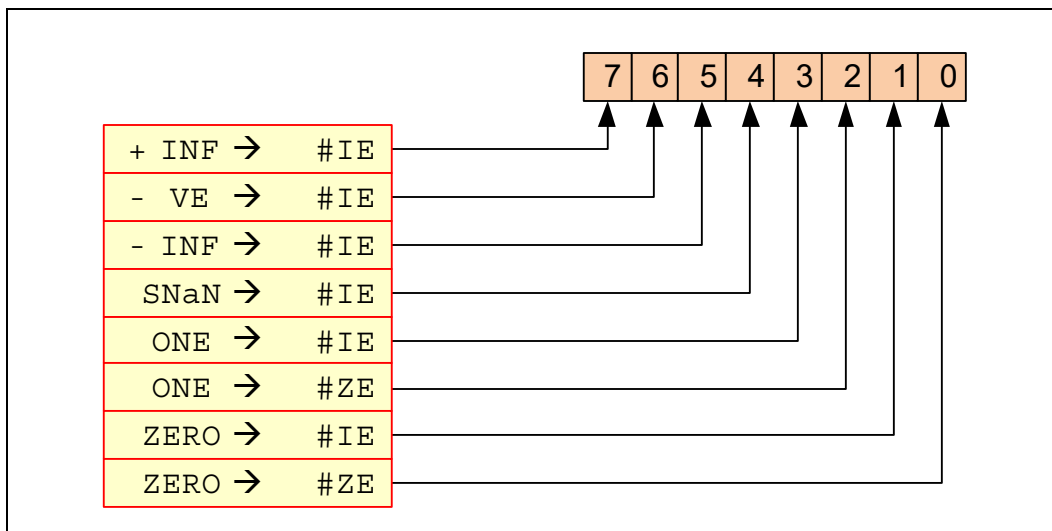 7 6 5 4 3 2 1 0
+ INF → #IE
- VE → #IE
- INF → #IE
SNaN → #IE
ONE → #IE
ONE → #ZE
ZERO → #IE
ZERO → #ZE